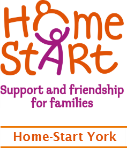 HOME
START
Support and friendship
for families
Home-Start York